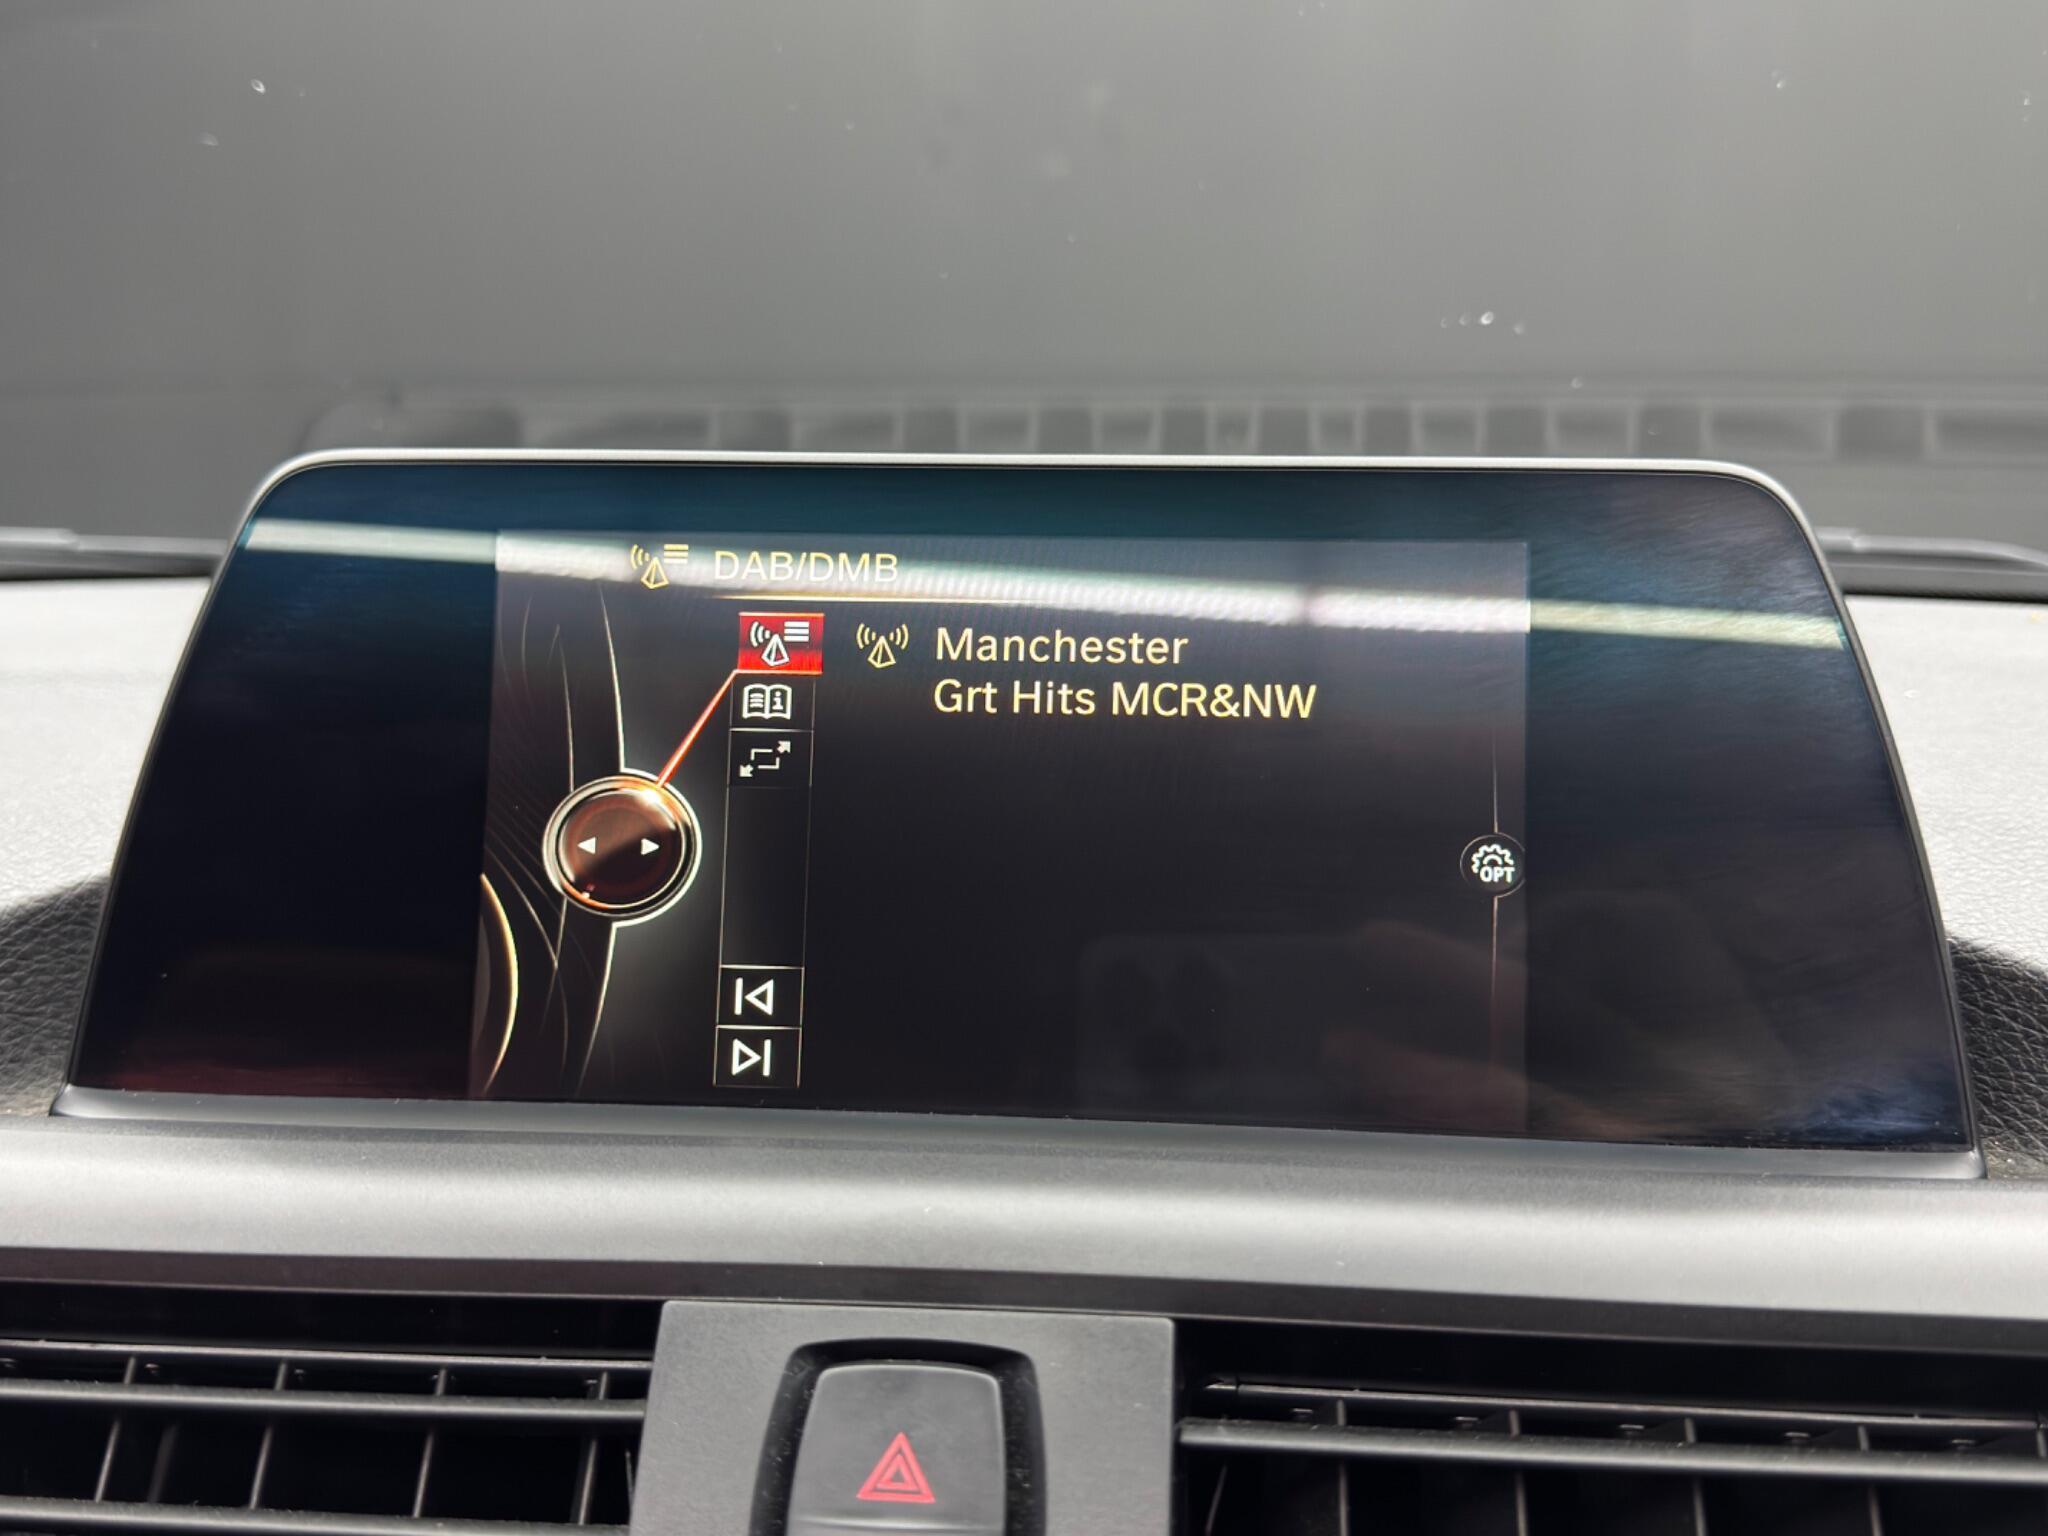 DAB/DMB
Manchester
Grt Hits MCR&NW
OPT